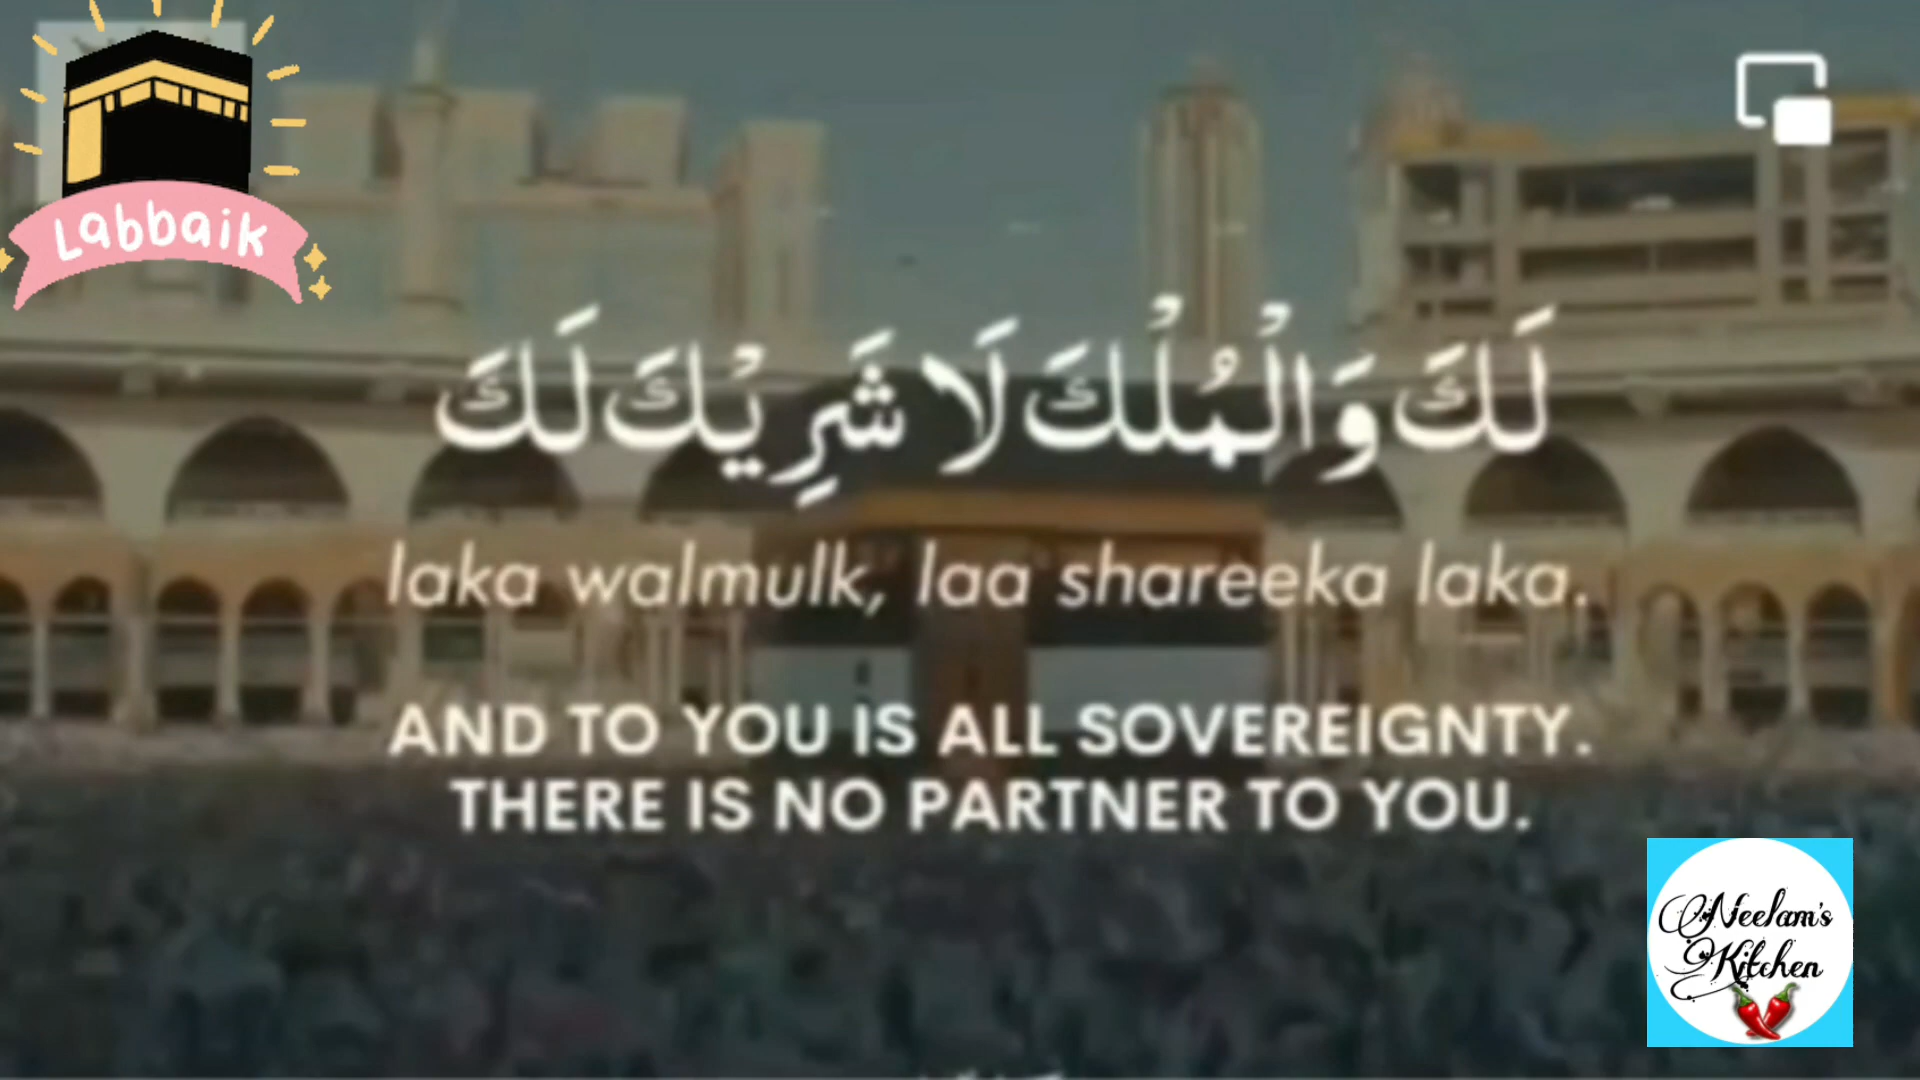 Labbaik
لَكَ وَالْمُلْكَ لَا شَرِيْكَ لَكَ
laka walmulk, laa shareeka laka.
AND TO YOU IS ALL SOVEREIGNTY.
THERE IS NO PARTNER TO YOU.
Neelam's
Kitchen